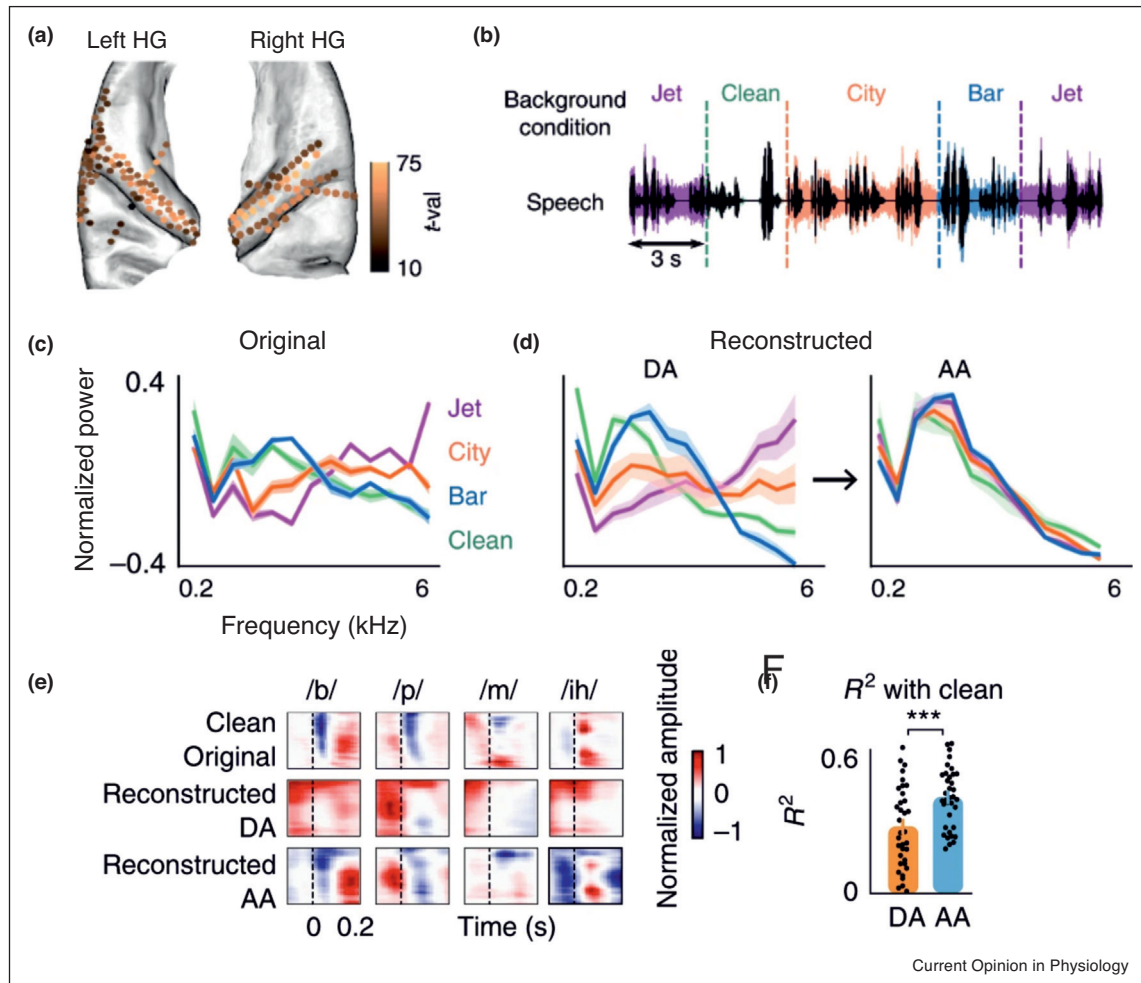 (a)
Left HG Right HG
75
t-val
10
(b)
Background
condition
Jet Clean City Bar Jet
Speech
3 s
(c)
Original
Normalized power
0.4
–0.4
Jet
City
Bar
Clean
0.2 6
Frequency (kHz)
(d)
Reconstructed
DA AA
0.2 6 0.2 6
(e)
/b/ /p/ /m/ /ih/
Clean
Original
Reconstructed
DA
Reconstructed
AA
0 0.2 Time (s)
Normalized amplitude
1
0
–1
F
(f)
R² with clean
***
0.6
R²
0
DA AA
Current Opinion in Physiology